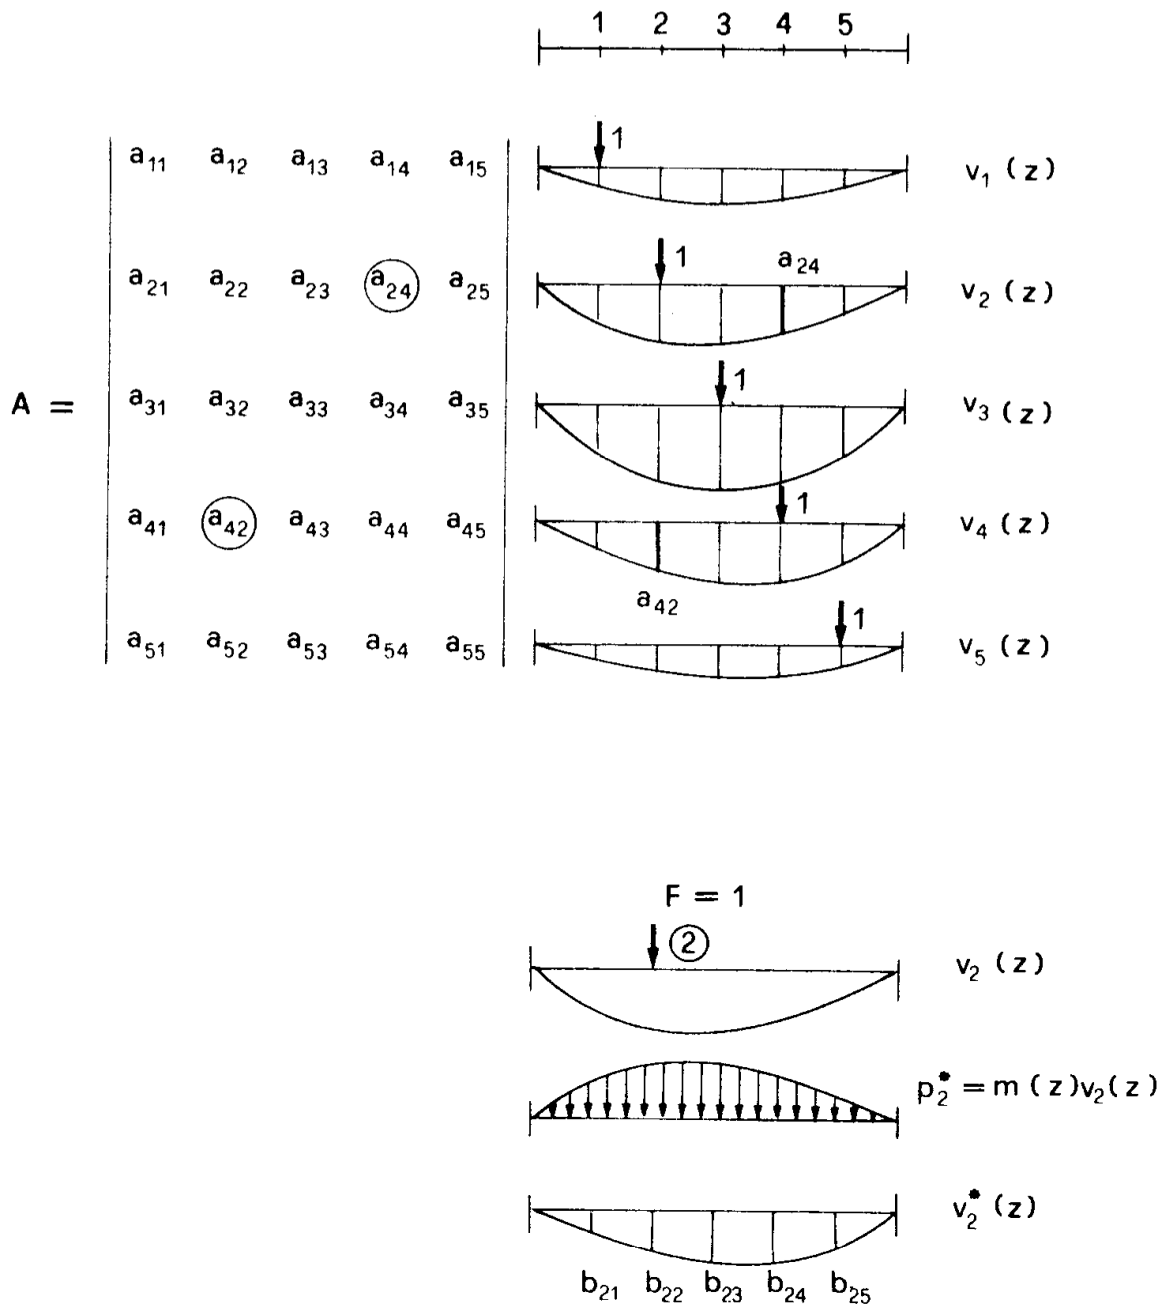 1 2 3 4 5
a₁₁ a₁₂ a₁₃ a₁₄ a₁₅ 1 v₁ (z)
a₂₁ a₂₂ a₂₃ a₂₄ a₂₅ 1 a₂₄ v₂ (z)
A = a₃₁ a₃₂ a₃₃ a₃₄ a₃₅ 1 v₃ (z)
a₄₁ a₄₂ a₄₃ a₄₄ a₄₅ 1 v₄ (z)
a₄₂
a₅₁ a₅₂ a₅₃ a₅₄ a₅₅ 1 v₅ (z)
F = 1
② v₂ (z)
p₂* = m (z)v₂(z)
v₂* (z)
b₂₁ b₂₂ b₂₃ b₂₄ b₂₅